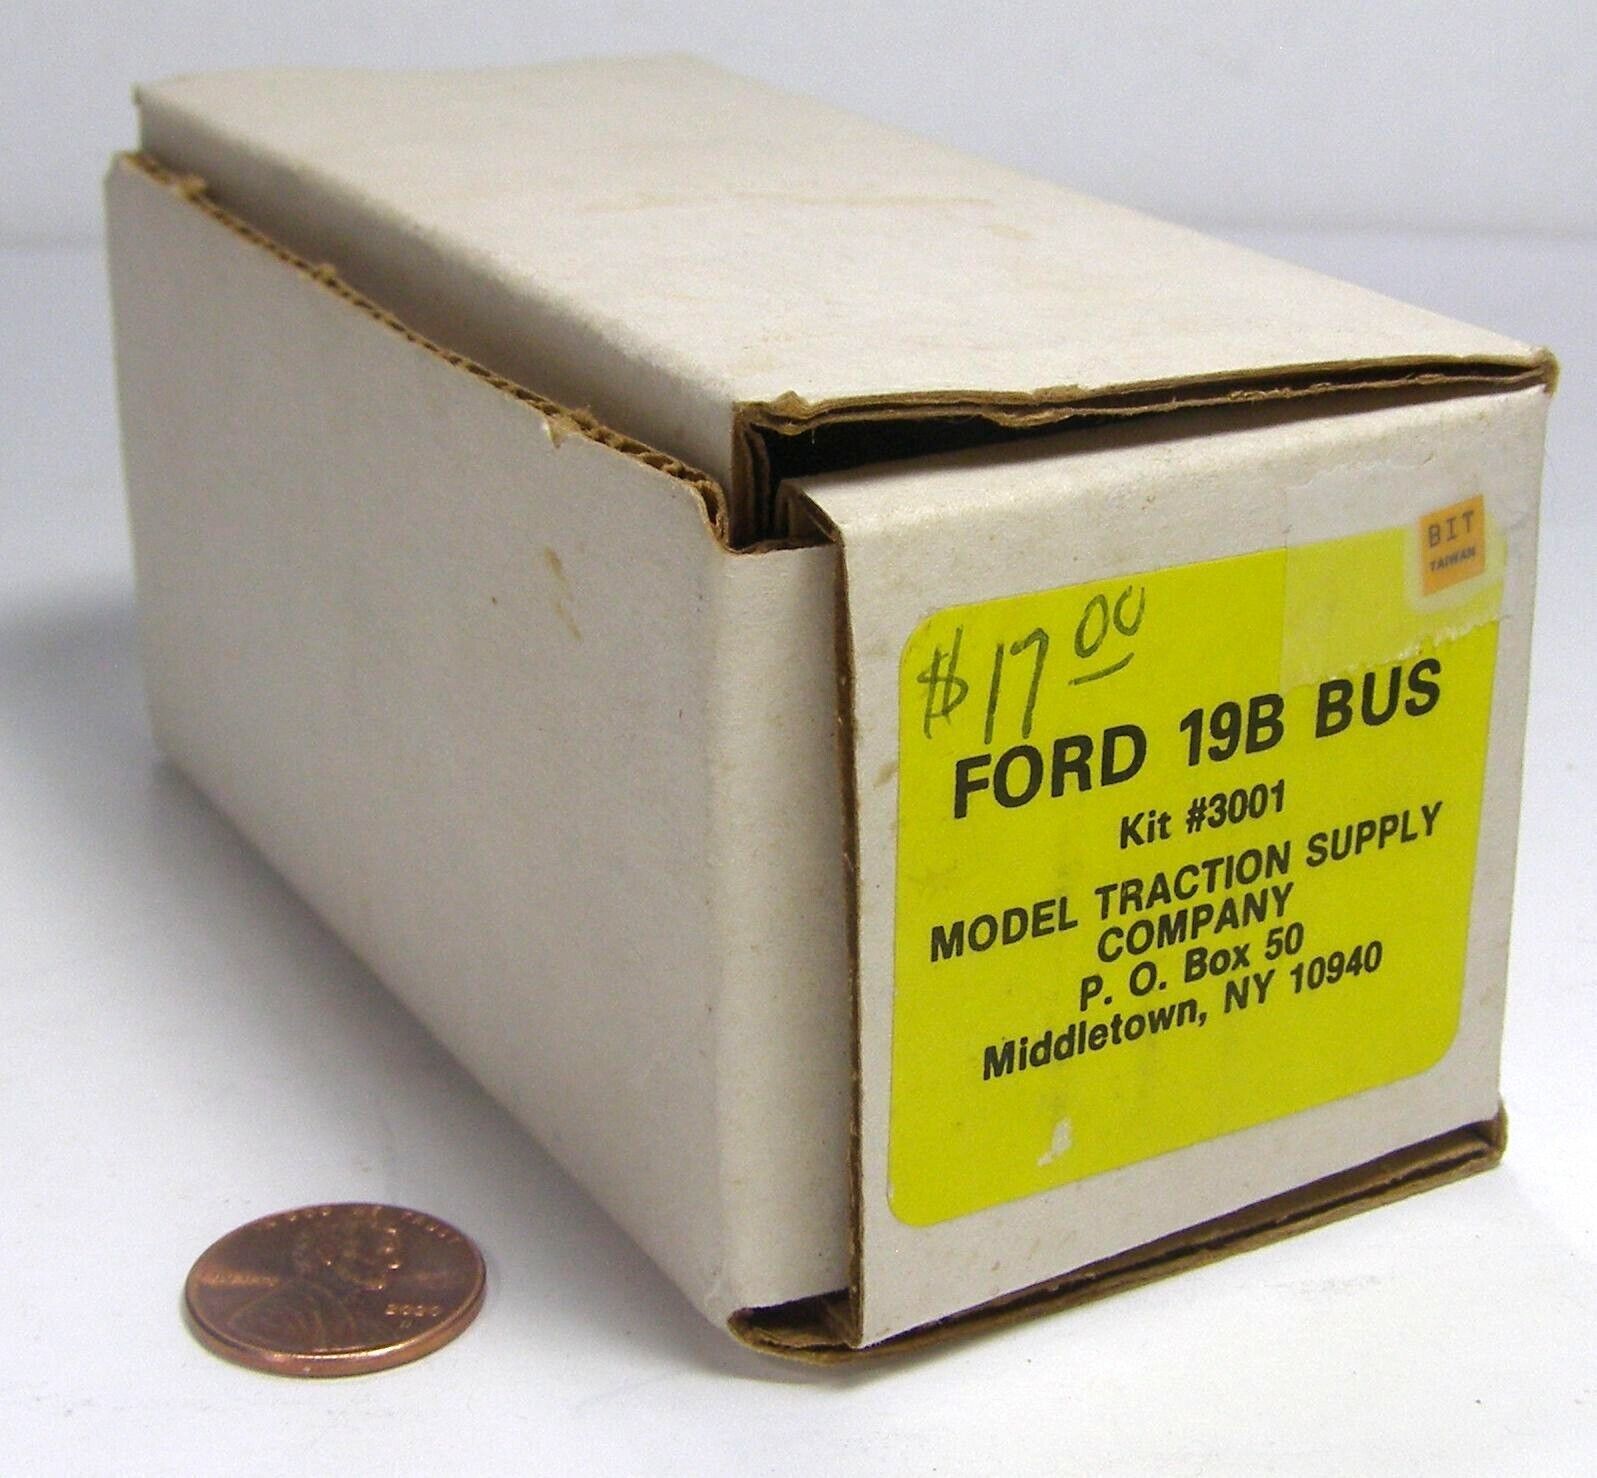 BIT
TAIWAN
$17.00
FORD 19B BUS
Kit #3001
MODEL TRACTION SUPPLY
COMPANY
P. O. Box 50
Middletown, NY 10940